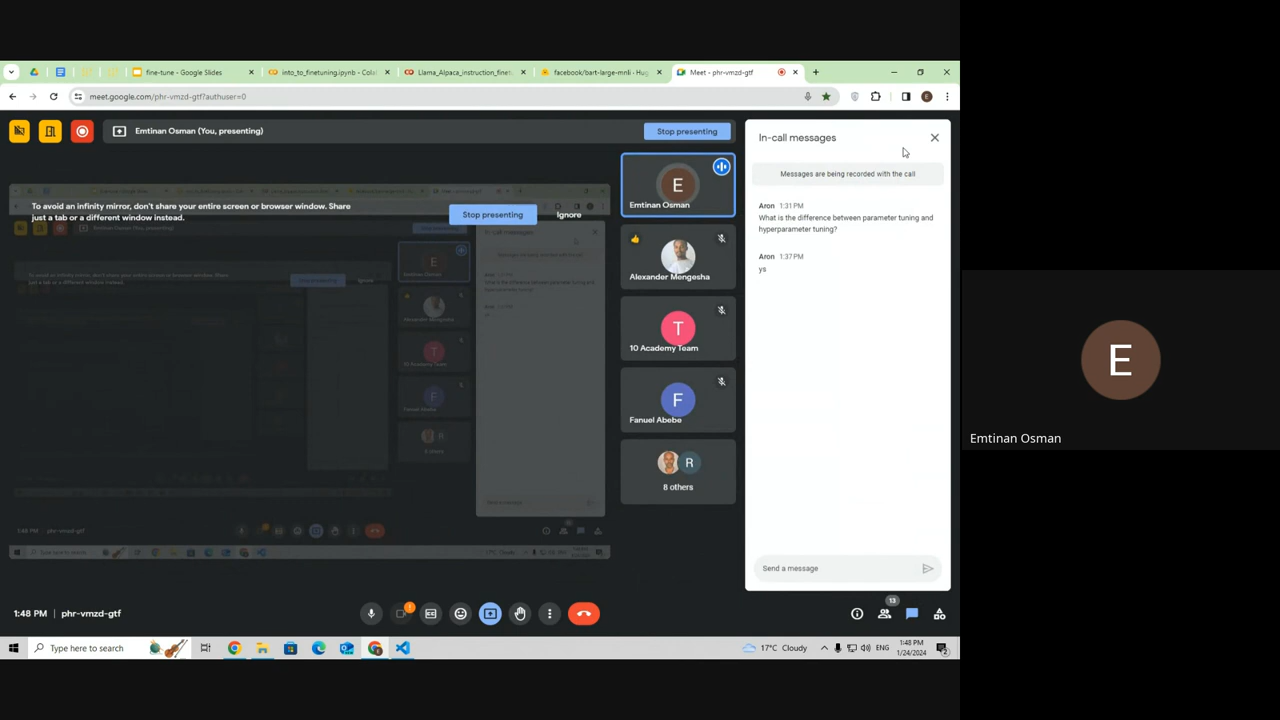 fine-tune - Google Slides
into_to_finetuning.ipynb - Cola
Llama_Alpaca_instruction_finetu
facebook/bart-large-mnli - Hug
Meet - phr-vmzd-gtf
meet.google.com/phr-vmzd-gtf?authuser=0
E
Emtinan Osman (You, presenting)
Stop presenting
To avoid an infinity mirror, don't share your entire screen or browser window. Share
just a tab or a different window instead.
Stop presenting
Ignore
E
Emtinan Osman
Alexander Mengesha
T
10 Academy Team
F
Fanuel Abebe
R
8 others
In-call messages
Messages are being recorded with the call
Aron 1:31 PM
What is the difference between parameter tuning and
hyperparameter tuning?
Aron 1:37 PM
ys
Send a message
1:48 PM | phr-vmzd-gtf
13
Type here to search
17°C Cloudy
ENG
1:48 PM
1/24/2024
2
E
Emtinan Osman